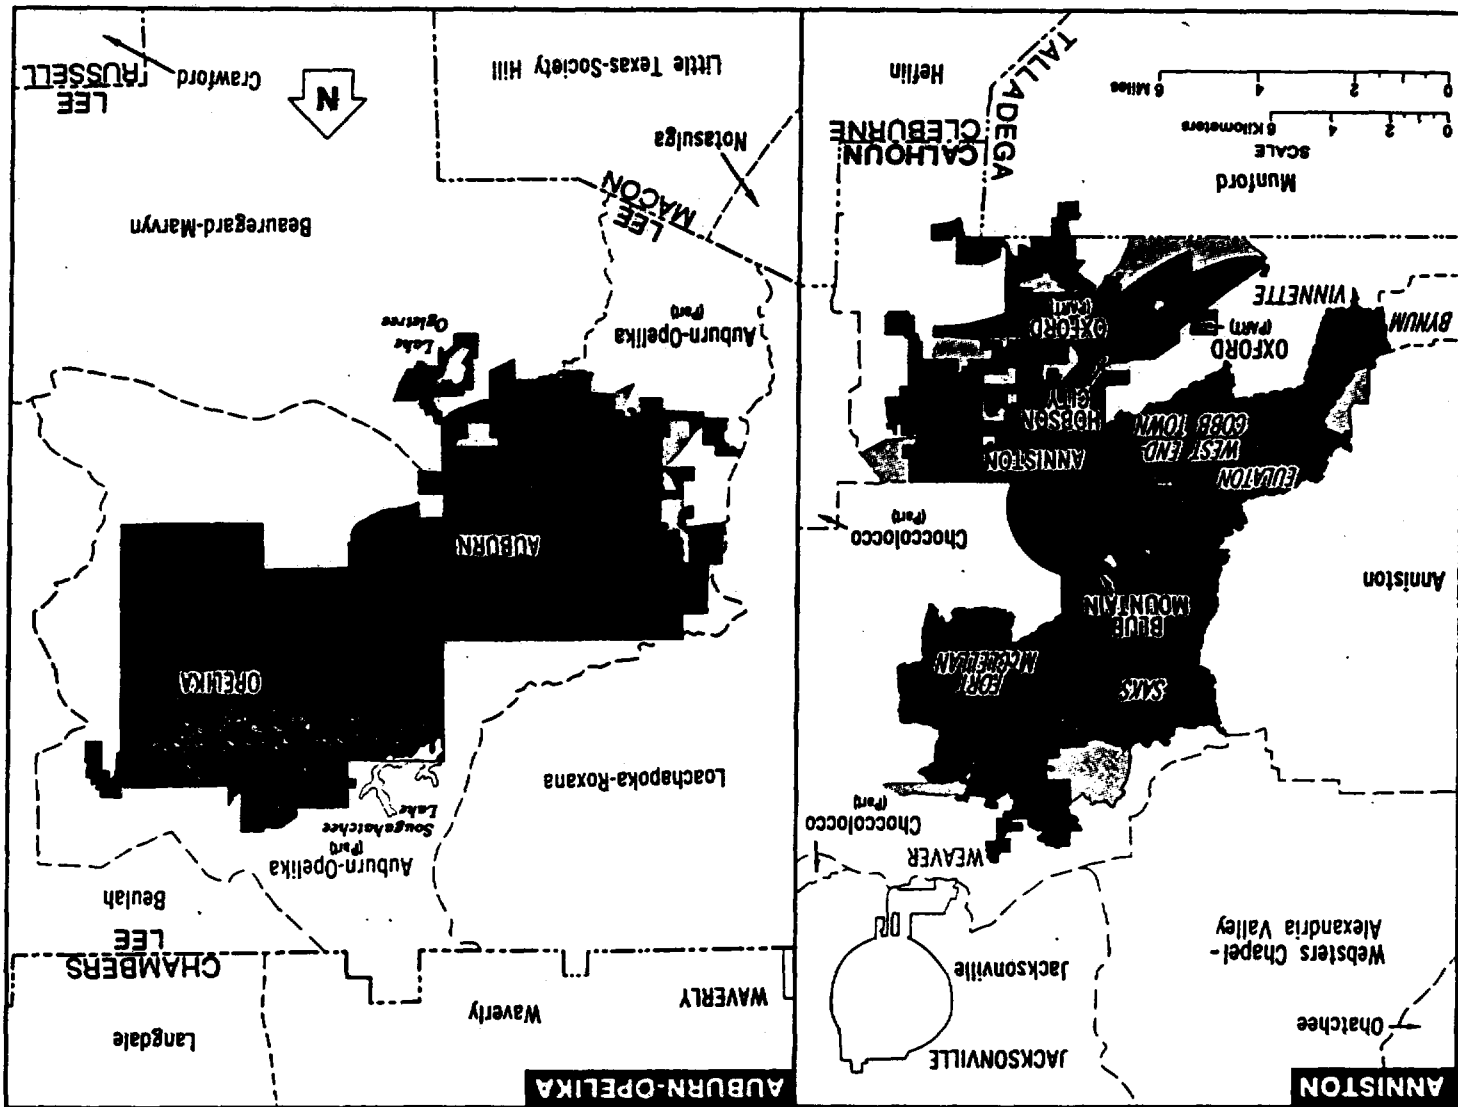 ANNISTON
Ohatchee
JACKSONVILLE
Jacksonville
Websters Chapel-
Alexandria Valley
WEAVER
Choccolocco
(Part)
SAKS
FORT
MCCLELLAN
BLUE
MOUNTAIN
Anniston
Choccolocco
(Part)
EULATON
WEST END-
COBB TOWN
ANNISTON
HOBSON
CITY
OXFORD
(PART)
BYNUM
VINNETTE
OXFORD
(PART)
Munford
TALLADEGA
CALHOUN
CLEBURNE
Heflin
SCALE
0 2 4 6 Kilometers
0 2 4 6 Miles
AUBURN-OPELIKA
WAVERLY
Waverly
Langdale
CHAMBERS
LEE
Beulah
Auburn-Opelika
(Part)
Sougahatchee
Lake
Loachapoka-Roxana
OPELIKA
AUBURN
Auburn-Opelika
(Part)
Lake
Ogletree
Beauregard-Marvyn
LEE
MACON
Notasulga
Little Texas-Society Hill
N
LEE
RUSSELL
Crawford